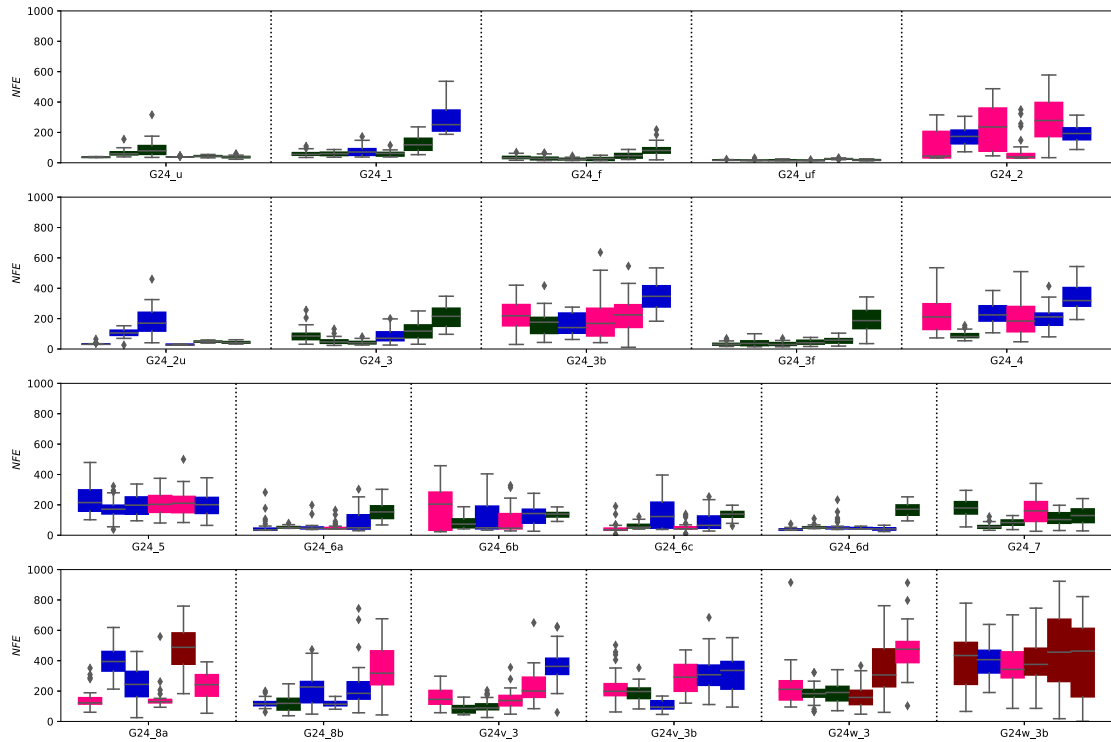 1000
800
600
400
200
0
NFE
G24_u
G24_1
G24_f
G24_uf
G24_2
1000
800
600
400
200
0
NFE
G24_2u
G24_3
G24_3b
G24_3f
G24_4
1000
800
600
400
200
0
NFE
G24_5
G24_6a
G24_6b
G24_6c
G24_6d
G24_7
1000
800
600
400
200
0
NFE
G24_8a
G24_8b
G24v_3
G24v_3b
G24w_3
G24w_3b